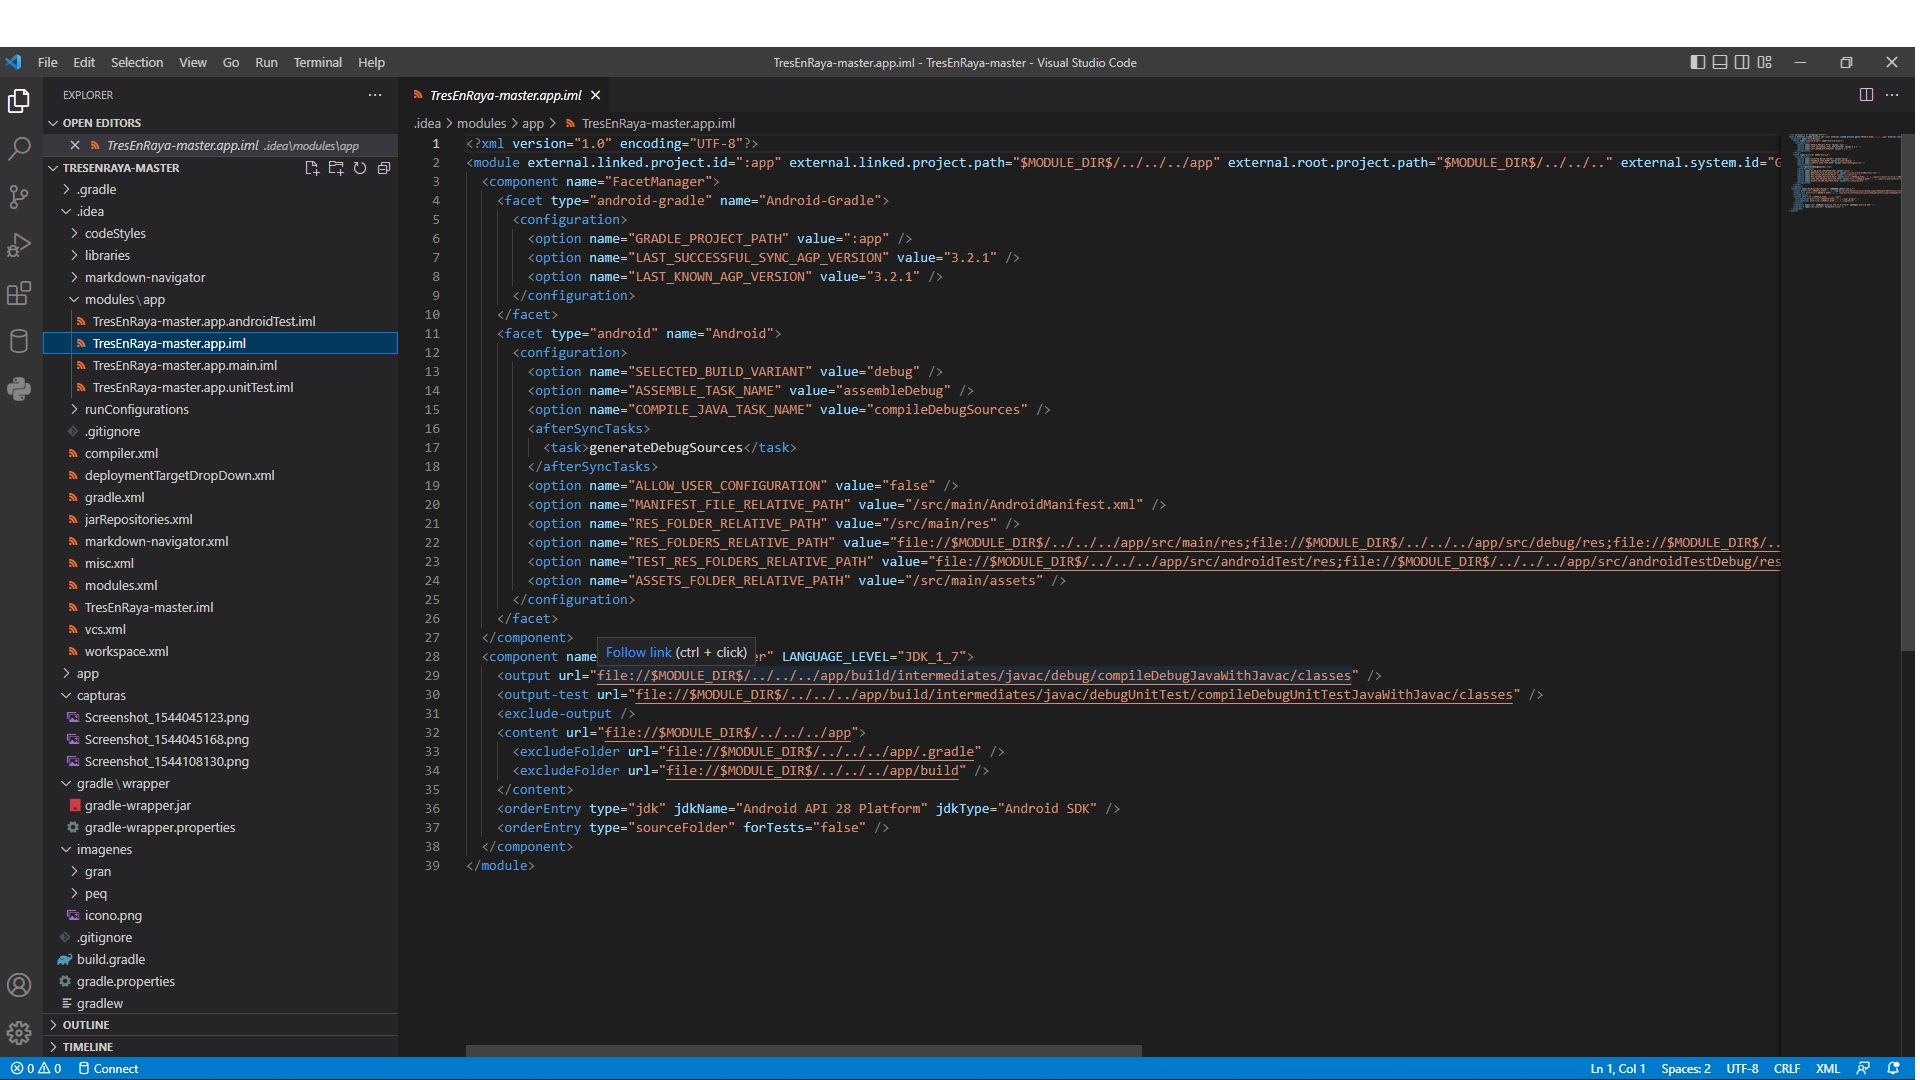 File Edit Selection View Go Run Terminal Help
TresEnRaya-master.app.iml - TresEnRaya-master - Visual Studio Code
EXPLORER
OPEN EDITORS
TresEnRaya-master.app.iml .idea\modules\app
TRESENRAYA-MASTER
.gradle
.idea
codeStyles
libraries
markdown-navigator
modules\app
TresEnRaya-master.app.androidTest.iml
TresEnRaya-master.app.iml
TresEnRaya-master.app.main.iml
TresEnRaya-master.app.unitTest.iml
runConfigurations
.gitignore
compiler.xml
deploymentTargetDropDown.xml
gradle.xml
jarRepositories.xml
markdown-navigator.xml
misc.xml
modules.xml
TresEnRaya-master.iml
vcs.xml
workspace.xml
app
capturas
Screenshot_1544045123.png
Screenshot_1544045168.png
Screenshot_1544108130.png
gradle\wrapper
gradle-wrapper.jar
gradle-wrapper.properties
imagenes
gran
peq
icono.png
.gitignore
build.gradle
gradle.properties
gradlew
OUTLINE
TIMELINE
TresEnRaya-master.app.iml
.idea > modules > app > TresEnRaya-master.app.iml
1 <?xml version="1.0" encoding="UTF-8"?>
2 <module external.linked.project.id=":app" external.linked.project.path="$MODULE_DIR$/../../../app" external.root.project.path="$MODULE_DIR$/../../.." external.system.id="G
3 <component name="FacetManager">
4 <facet type="android-gradle" name="Android-Gradle">
5 <configuration>
6 <option name="GRADLE_PROJECT_PATH" value=":app" />
7 <option name="LAST_SUCCESSFUL_SYNC_AGP_VERSION" value="3.2.1" />
8 <option name="LAST_KNOWN_AGP_VERSION" value="3.2.1" />
9 </configuration>
10 </facet>
11 <facet type="android" name="Android">
12 <configuration>
13 <option name="SELECTED_BUILD_VARIANT" value="debug" />
14 <option name="ASSEMBLE_TASK_NAME" value="assembleDebug" />
15 <option name="COMPILE_JAVA_TASK_NAME" value="compileDebugSources" />
16 <afterSyncTasks>
17 <task>generateDebugSources</task>
18 </afterSyncTasks>
19 <option name="ALLOW_USER_CONFIGURATION" value="false" />
20 <option name="MANIFEST_FILE_RELATIVE_PATH" value="/src/main/AndroidManifest.xml" />
21 <option name="RES_FOLDER_RELATIVE_PATH" value="/src/main/res" />
22 <option name="RES_FOLDERS_RELATIVE_PATH" value="file://$MODULE_DIR$/../../../app/src/main/res;file://$MODULE_DIR$/../../../app/src/debug/res;file://$MODULE_DIR$/..
23 <option name="TEST_RES_FOLDERS_RELATIVE_PATH" value="file://$MODULE_DIR$/../../../app/src/androidTest/res;file://$MODULE_DIR$/../../../app/src/androidTestDebug/res
24 <option name="ASSETS_FOLDER_RELATIVE_PATH" value="/src/main/assets" />
25 </configuration>
26 </facet>
27 </component>
Follow link (ctrl + click)
28 <component name r" LANGUAGE_LEVEL="JDK_1_7">
29 <output url="file://$MODULE_DIR$/../../../app/build/intermediates/javac/debug/compileDebugJavaWithJavac/classes" />
30 <output-test url="file://$MODULE_DIR$/../../../app/build/intermediates/javac/debugUnitTest/compileDebugUnitTestJavaWithJavac/classes" />
31 <exclude-output />
32 <content url="file://$MODULE_DIR$/../../../app">
33 <excludeFolder url="file://$MODULE_DIR$/../../../app/.gradle" />
34 <excludeFolder url="file://$MODULE_DIR$/../../../app/build" />
35 </content>
36 <orderEntry type="jdk" jdkName="Android API 28 Platform" jdkType="Android SDK" />
37 <orderEntry type="sourceFolder" forTests="false" />
38 </component>
39 </module>
0 0 Connect
Ln 1, Col 1 Spaces: 2 UTF-8 CRLF XML